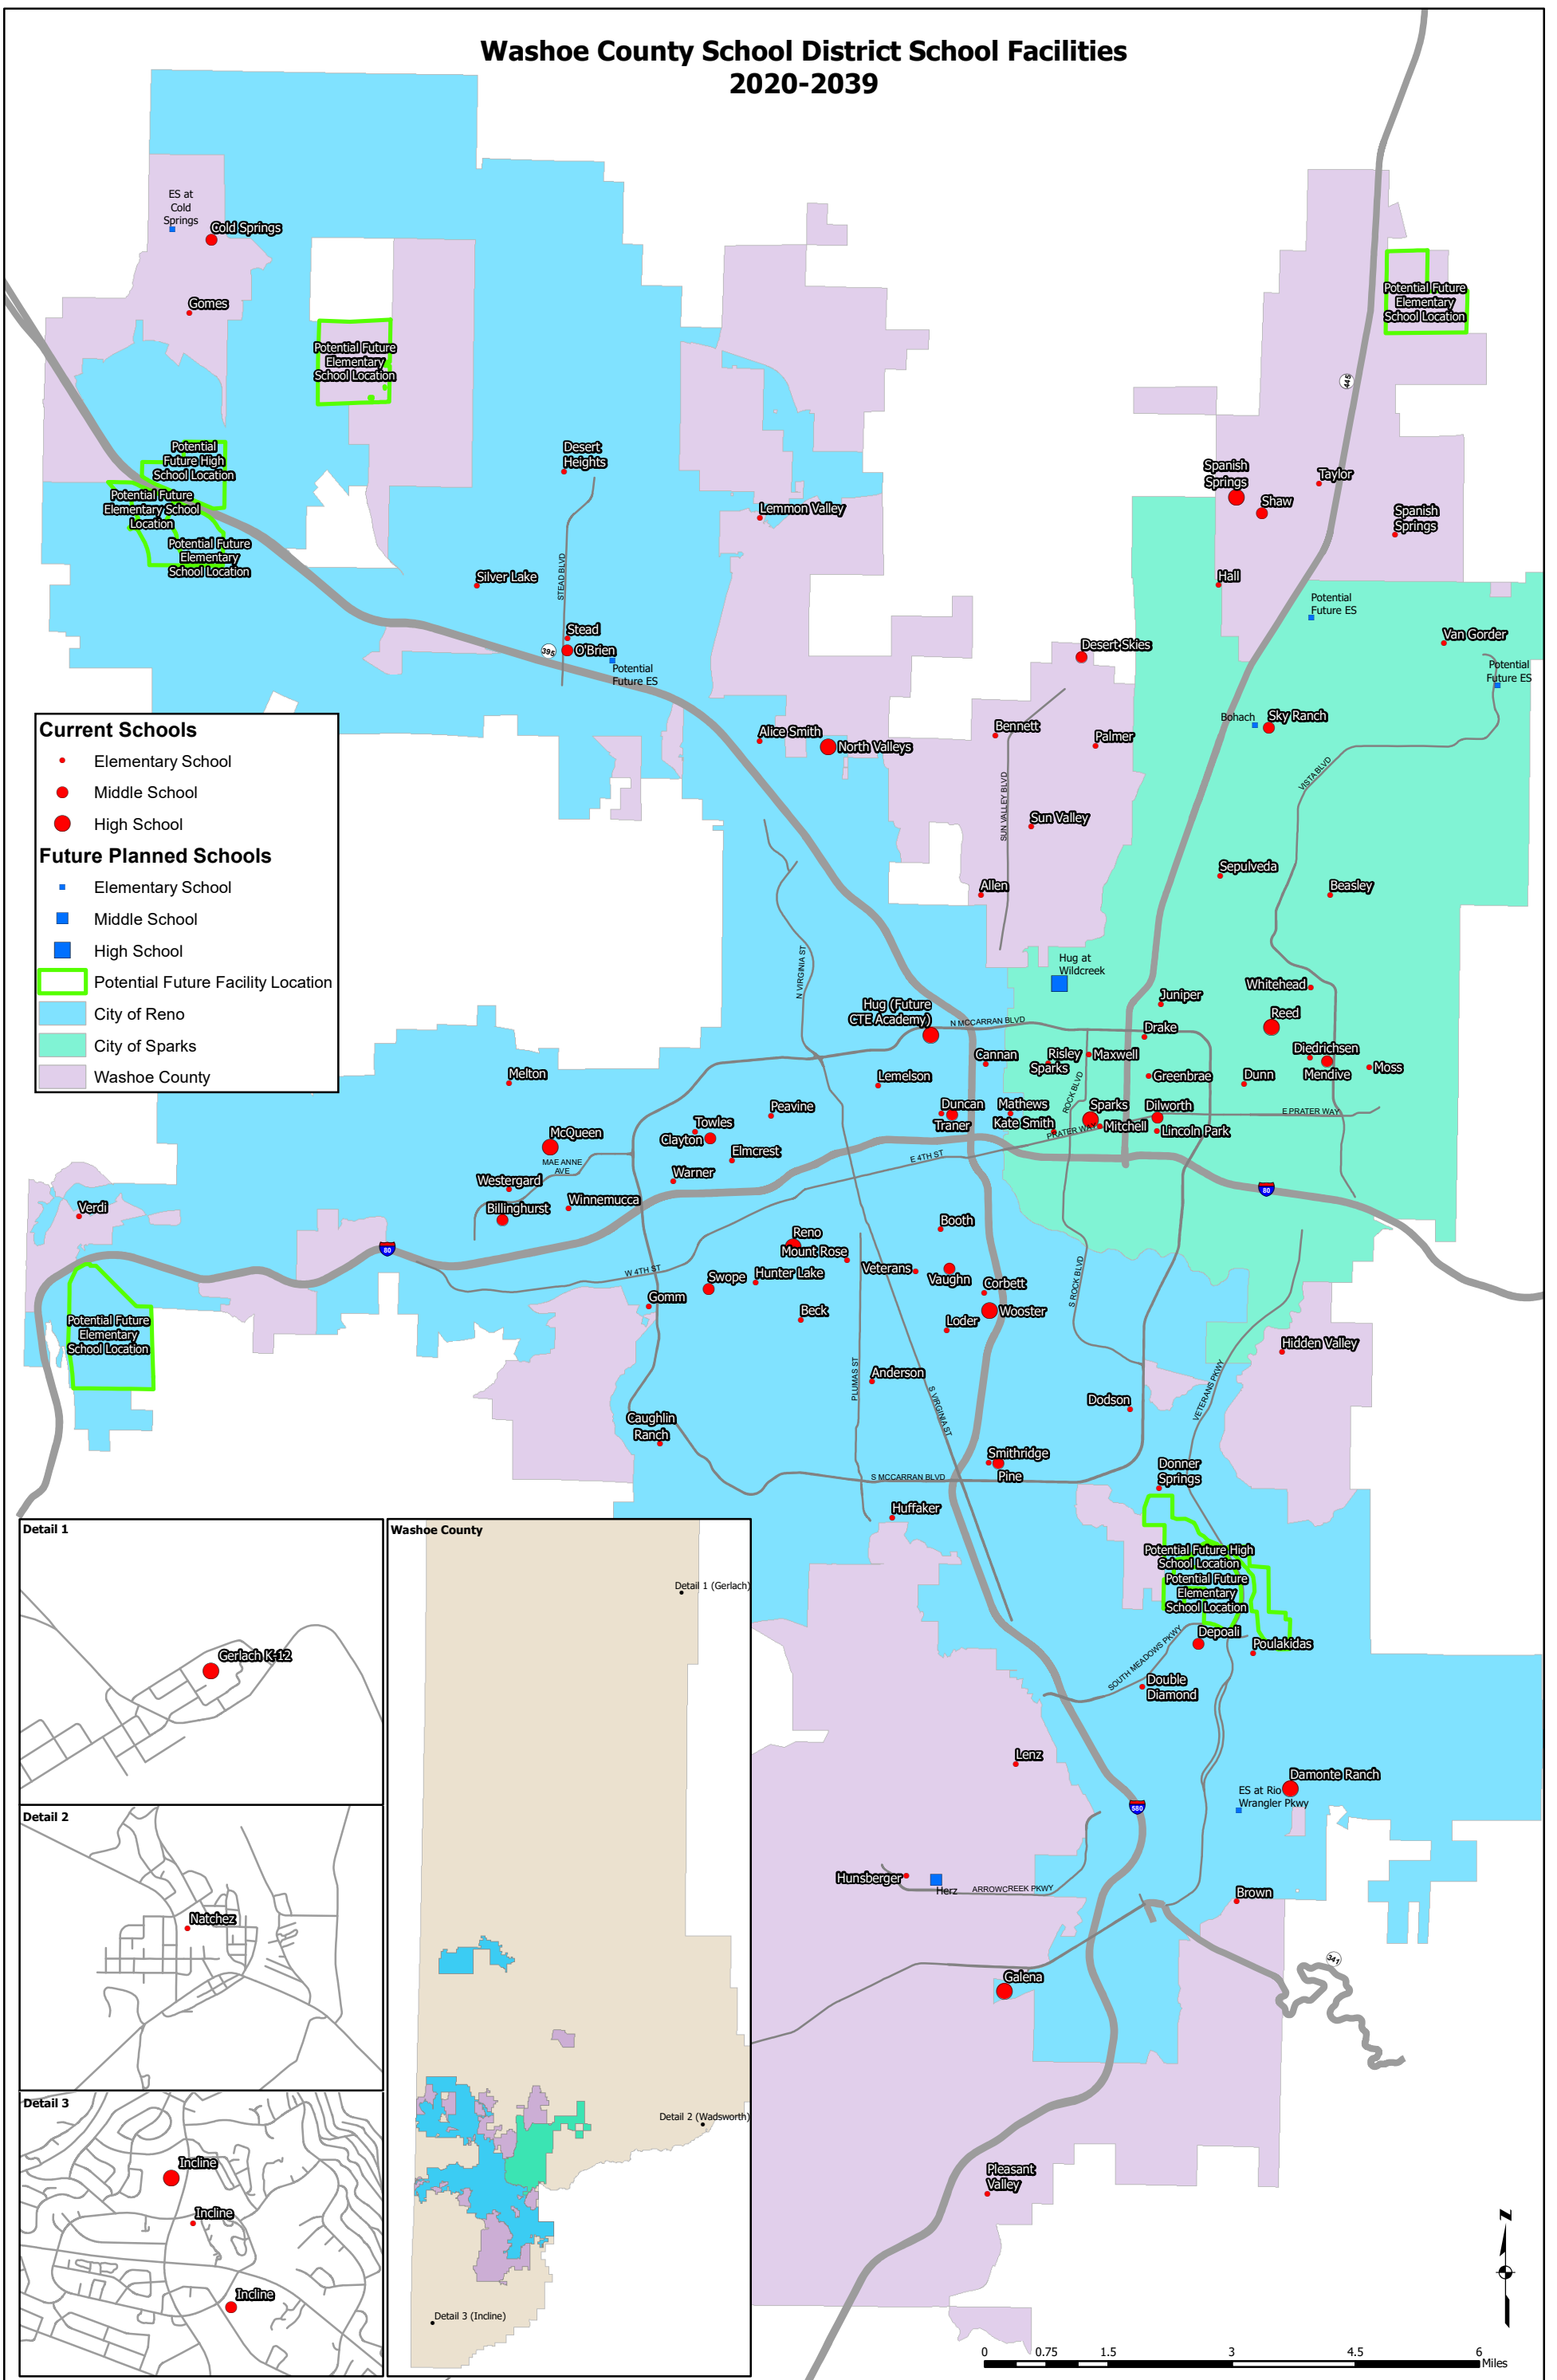 Washoe County School District School Facilities
2020-2039
ES at
Cold
Springs
Cold Springs
Gomes
Potential Future
Elementary
School Location
Potential Future
Elementary
School Location
445
Potential
Future High
School Location
Potential Future
Elementary School
Location
Potential Future
Elementary
School Location
Desert
Heights
Lemmon Valley
Silver Lake
STEAD BLVD
Stead
395
O'Brien
Potential
Future ES
Spanish
Springs
Shaw
Taylor
Spanish
Springs
Hall
Potential
Future ES
Van Gorder
Potential
Future ES
Desert Skies
Bohach
Sky Ranch
Alice Smith
North Valleys
Bennett
Palmer
SUN VALLEY BLVD
Sun Valley
VISTA BLVD
Allen
Sepulveda
Beasley
Current Schools
Elementary School
Middle School
High School
Future Planned Schools
Elementary School
Middle School
High School
Potential Future Facility Location
City of Reno
City of Sparks
Washoe County
N VIRGINIA ST
Hug at
Wildcreek
Whitehead
Juniper
Reed
Hug (Future
CTE Academy)
N MCCARRAN BLVD
Drake
Cannan
Risley
Sparks
Maxwell
Diedrichsen
Mendive
Moss
Melton
Lemelson
Greenbrae
Dunn
ROCK BLVD
Peavine
Duncan
Traner
Mathews
Kate Smith
Sparks
Dilworth
E PRATER WAY
PRATER WAY
Mitchell
Lincoln Park
McQueen
Towles
Clayton
Elmcrest
MAE ANNE
AVE
E 4TH ST
Warner
Westergard
Winnemucca
Billinghurst
80
Verdi
Booth
Reno
Mount Rose
80
W 4TH ST
Swope
Hunter Lake
Veterans
Vaughn
Corbett
S ROCK BLVD
Gomm
Beck
Wooster
Loder
Potential Future
Elementary
School Location
Hidden Valley
PLUMAS ST
Anderson
S VIRGINIA ST
VETERANS PKWY
Dodson
Caughlin
Ranch
Smithridge
Pine
S MCCARRAN BLVD
Donner
Springs
Huffaker
Potential Future High
School Location
Potential Future
Elementary
School Location
Depoali
Poulakidas
SOUTH MEADOWS PKWY
Double
Diamond
Lenz
Damonte Ranch
ES at Rio
Wrangler Pkwy
580
Hunsberger
Herz
ARROWCREEK PKWY
Brown
341
Galena
Pleasant
Valley
Detail 1
Gerlach K-12
Detail 2
Natchez
Detail 3
Incline
Incline
Incline
Washoe County
Detail 1 (Gerlach)
Detail 2 (Wadsworth)
Detail 3 (Incline)
N
0 0.75 1.5 3 4.5 6
Miles